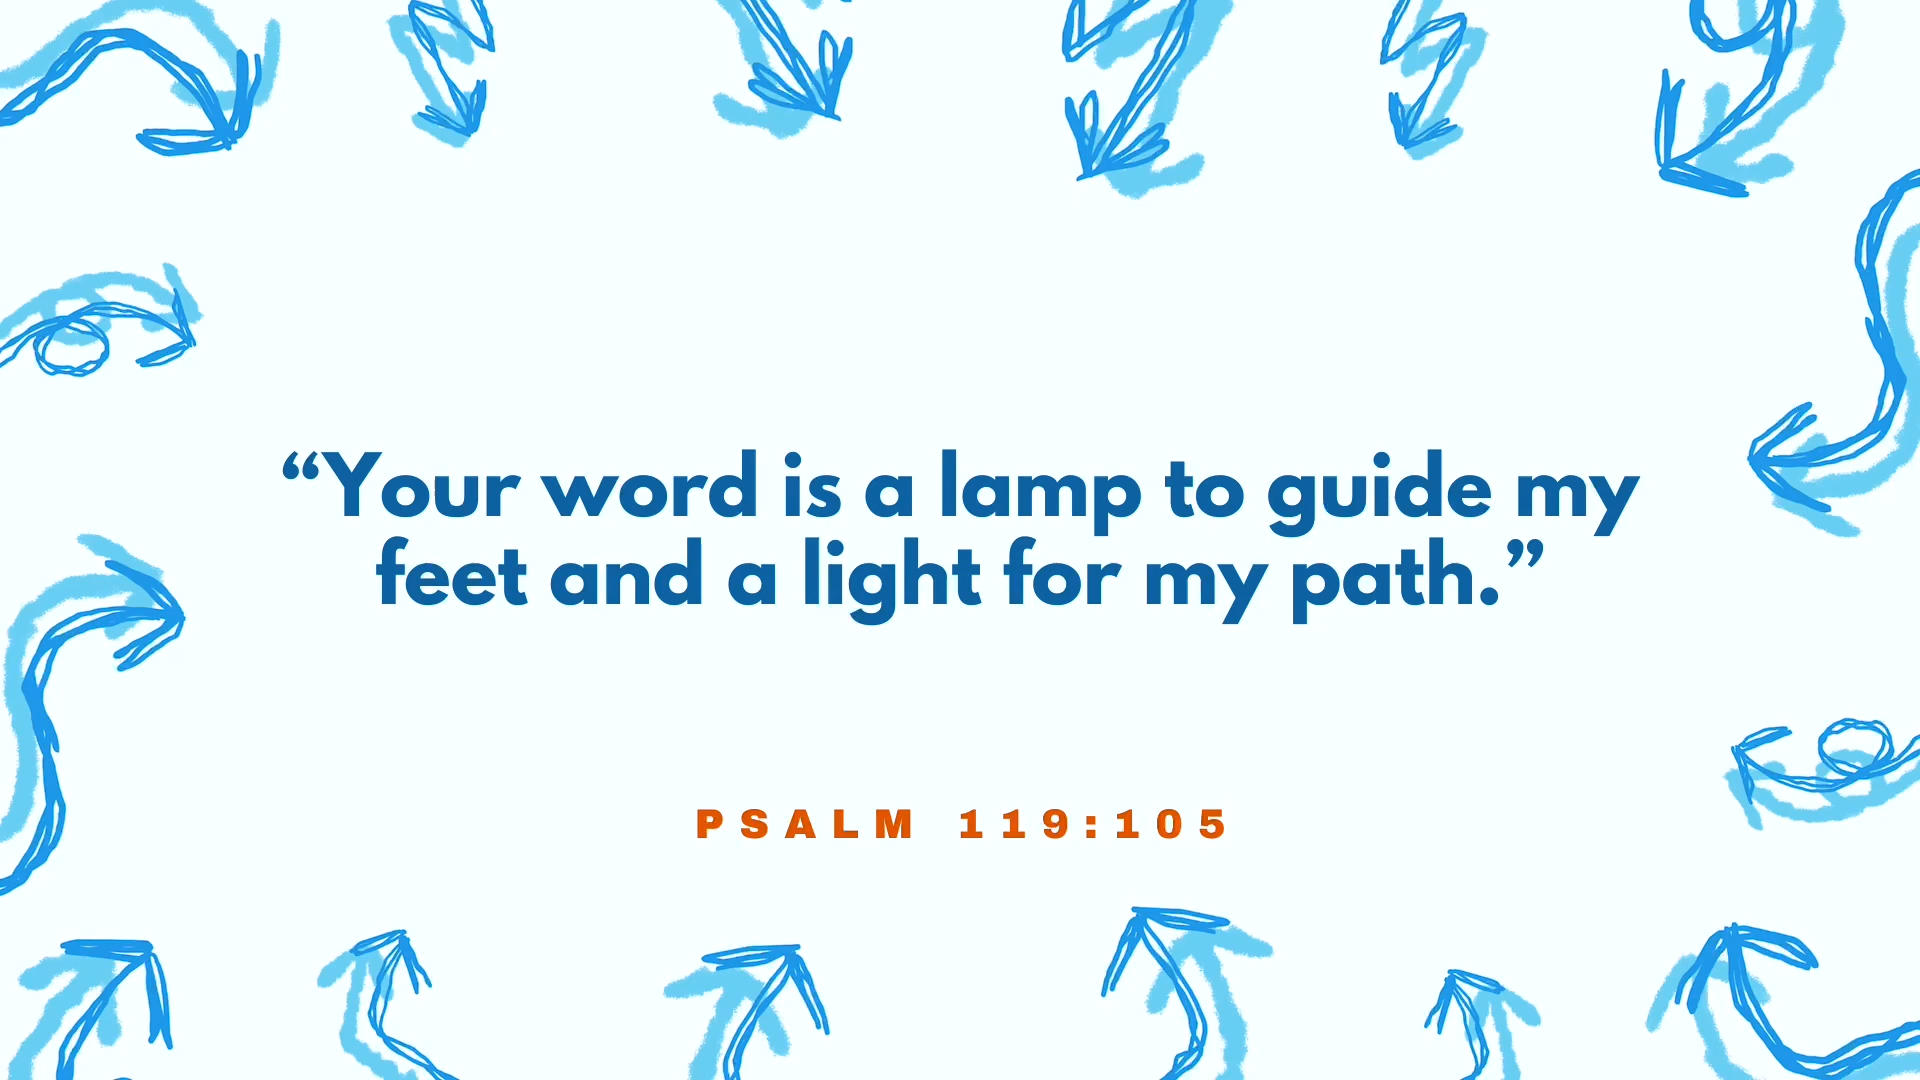 “Your word is a lamp to guide my
feet and a light for my path.”
PSALM 119:105